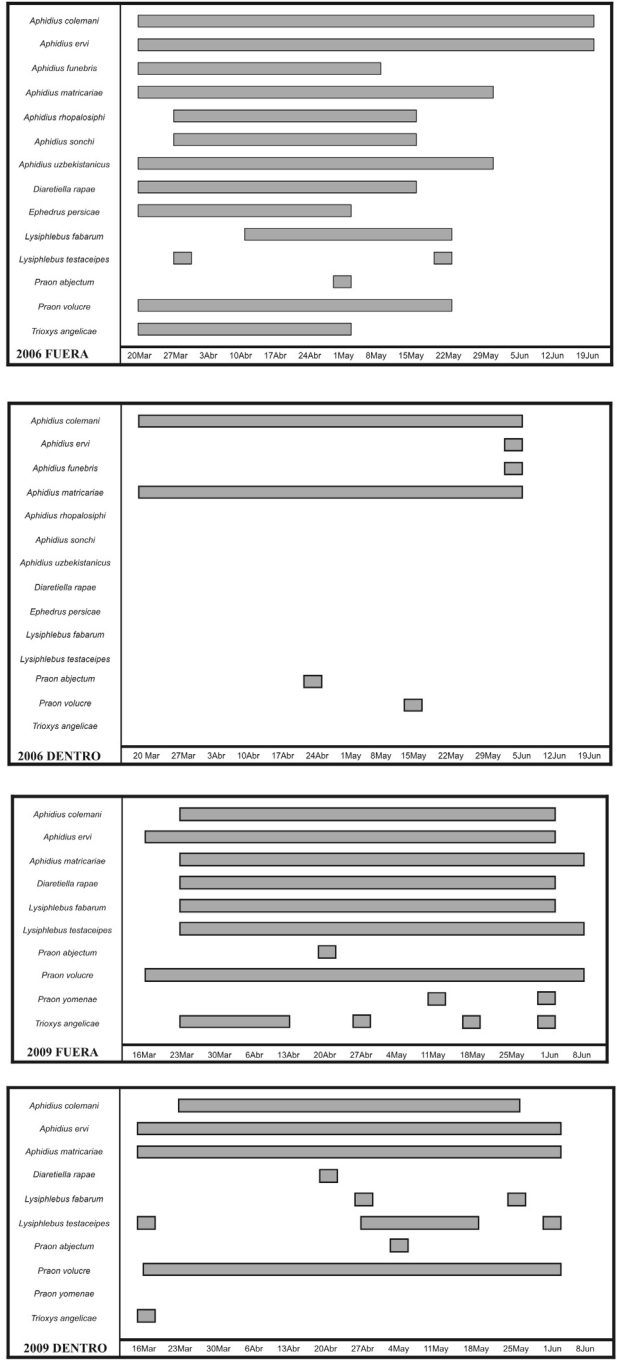 Aphidius colemani
Aphidius ervi
Aphidius funebris
Aphidius matricariae
Aphidius rhopalosiphi
Aphidius sonchi
Aphidius uzbekistanicus
Diaretiella rapae
Ephedrus persicae
Lysiphlebus fabarum
Lysiphlebus testaceipes
Praon abjectum
Praon volucre
Trioxys angelicae
2006 FUERA 20Mar 27Mar 3Abr 10Abr 17Abr 24Abr 1May 8May 15May 22May 29May 5Jun 12Jun 19Jun
Aphidius colemani
Aphidius ervi
Aphidius funebris
Aphidius matricariae
Aphidius rhopalosiphi
Aphidius sonchi
Aphidius uzbekistanicus
Diaretiella rapae
Ephedrus persicae
Lysiphlebus fabarum
Lysiphlebus testaceipes
Praon abjectum
Praon volucre
Trioxys angelicae
2006 DENTRO 20 Mar 27Mar 3Abr 10Abr 17Abr 24Abr 1May 8May 15May 22May 29May 5Jun 12Jun 19Jun
Aphidius colemani
Aphidius ervi
Aphidius matricariae
Diaretiella rapae
Lysiphlebus fabarum
Lysiphlebus testaceipes
Praon abjectum
Praon volucre
Praon yomenae
Trioxys angelicae
2009 FUERA 16Mar 23Mar 30Mar 6Abr 13Abr 20Abr 27Abr 4May 11May 18May 25May 1Jun 8Jun
Aphidius colemani
Aphidius ervi
Aphidius matricariae
Diaretiella rapae
Lysiphlebus fabarum
Lysiphlebus testaceipes
Praon abjectum
Praon volucre
Praon yomenae
Trioxys angelicae
2009 DENTRO 16Mar 23Mar 30Mar 6Abr 13Abr 20Abr 27Abr 4May 11May 18May 25May 1Jun 8Jun